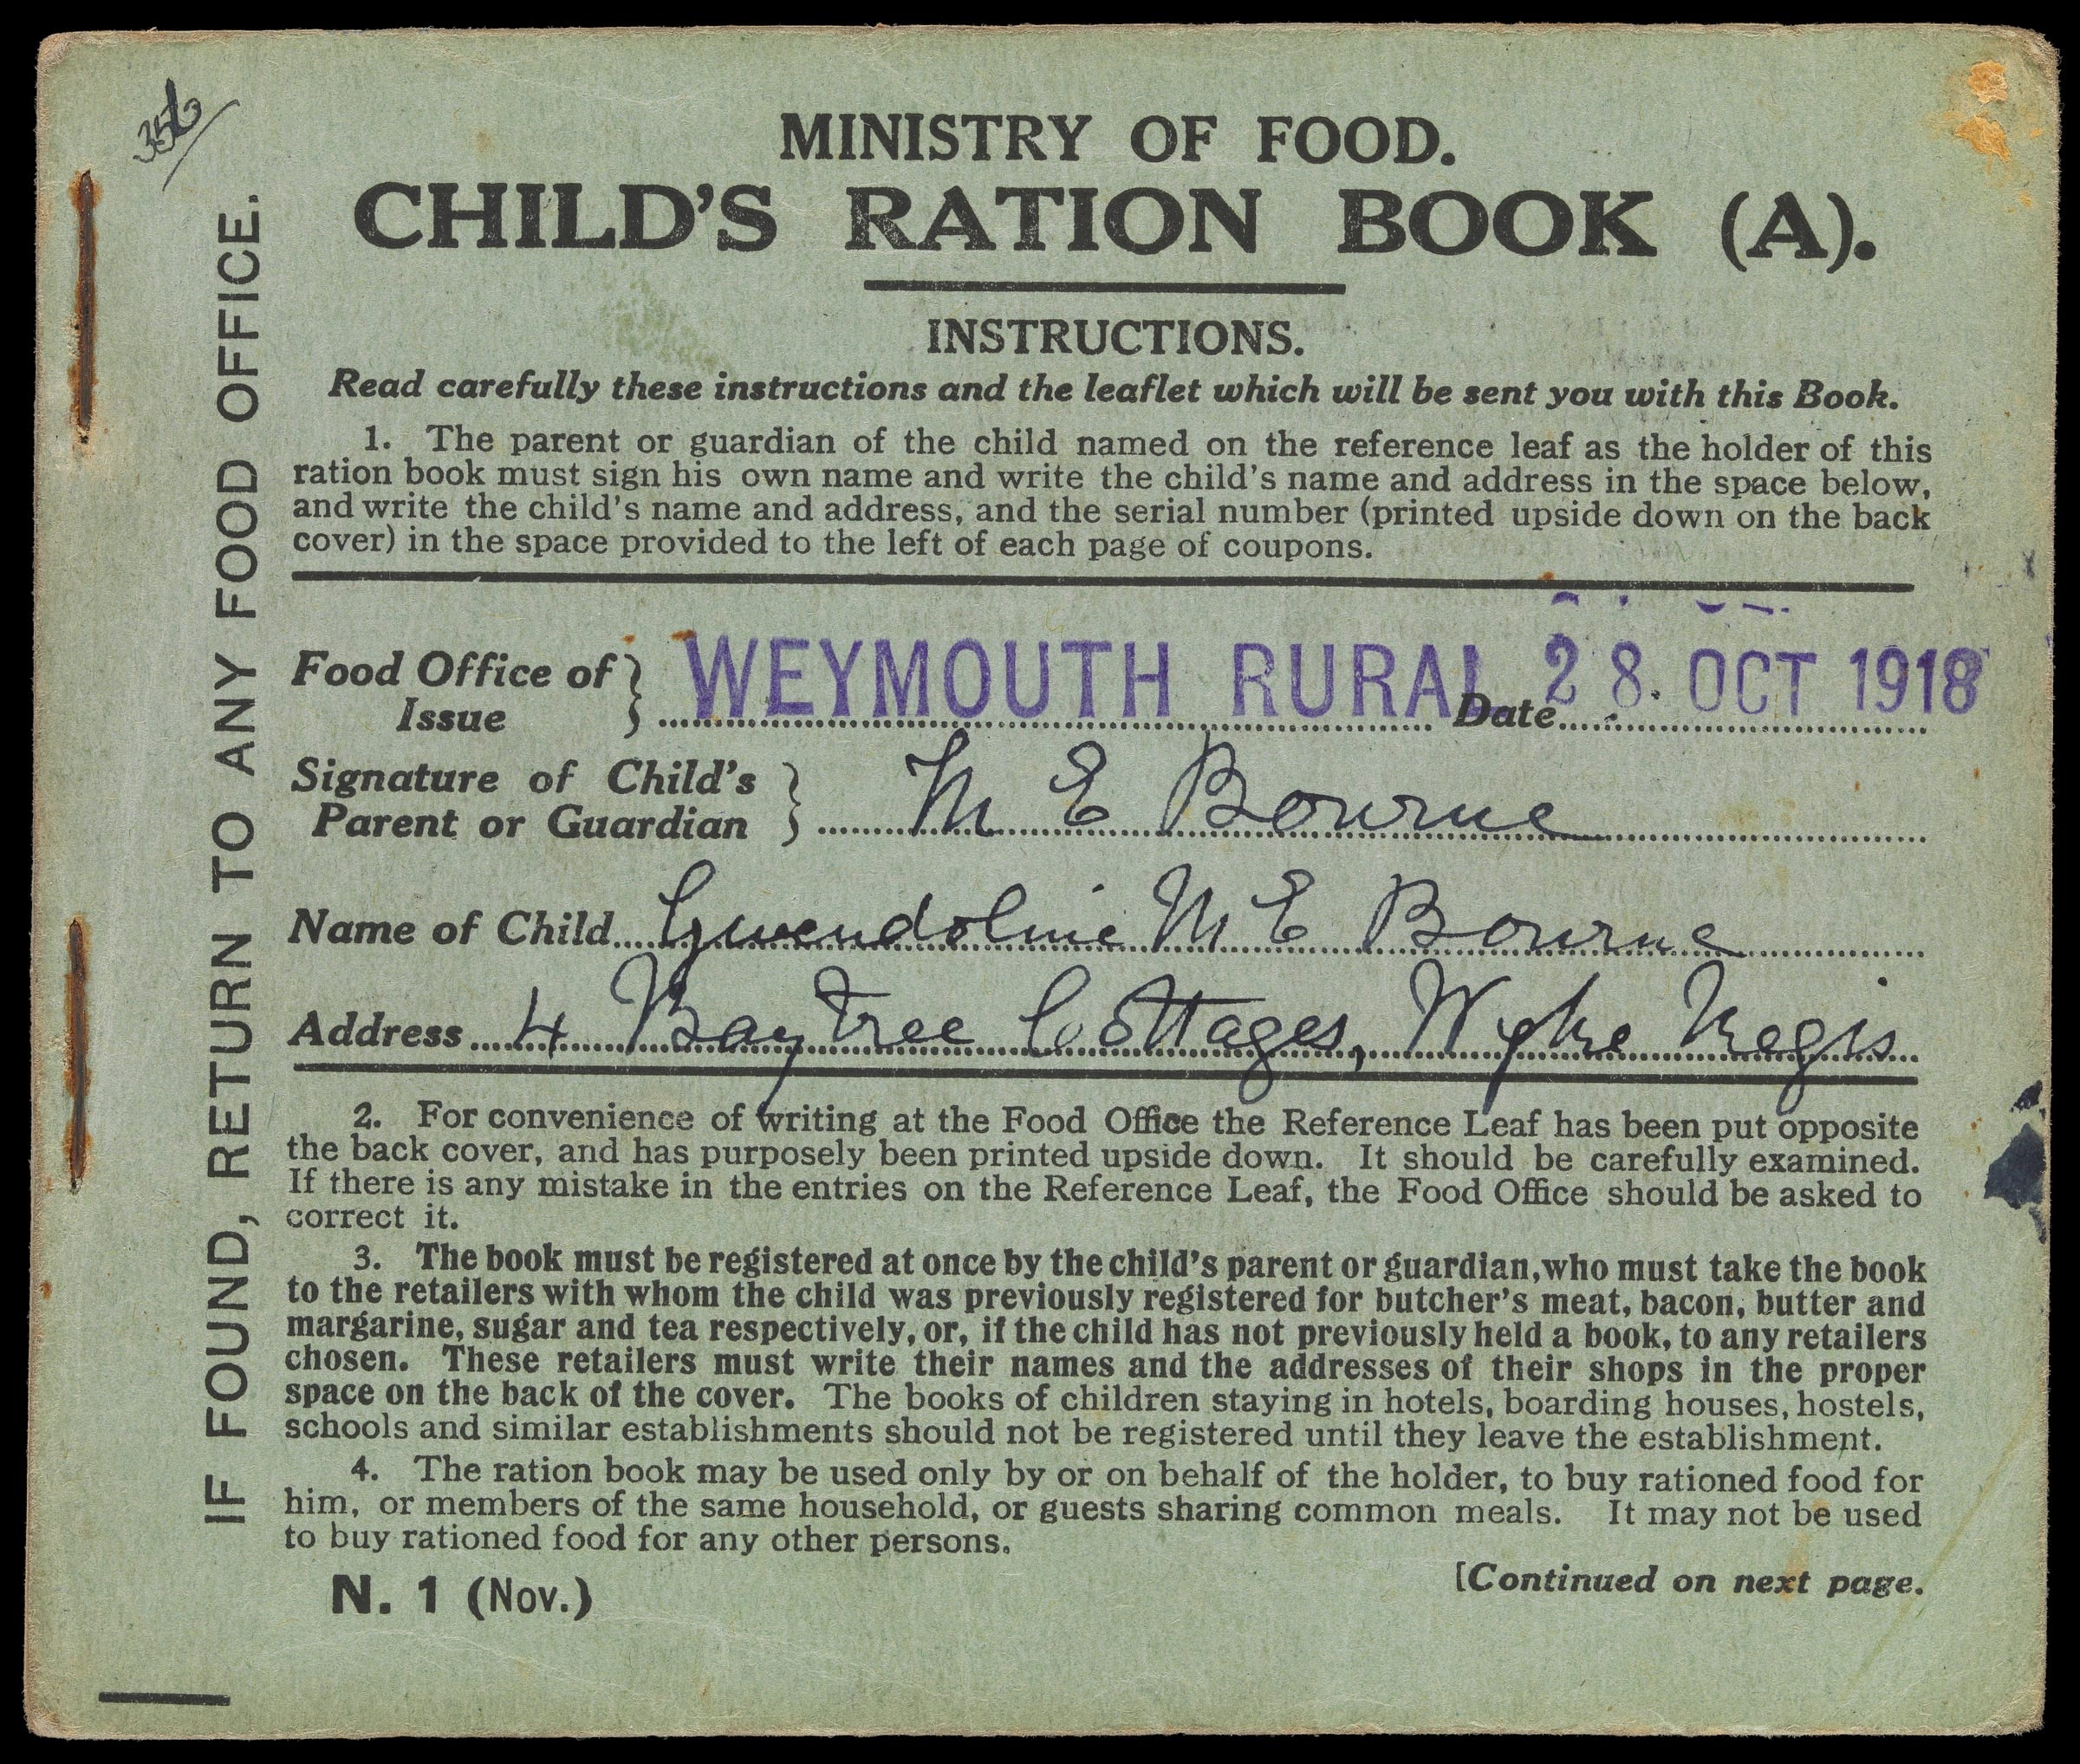 356
MINISTRY OF FOOD.
CHILD'S RATION BOOK (A).
INSTRUCTIONS.
Read carefully these instructions and the leaflet which will be sent you with this Book.
1. The parent or guardian of the child named on the reference leaf as the holder of this
ration book must sign his own name and write the child's name and address in the space below,
and write the child's name and address, and the serial number (printed upside down on the back
cover) in the space provided to the left of each page of coupons.
Food Office of Issue } WEYMOUTH RURAL Date 28. OCT 1918
Signature of Child's Parent or Guardian } M E Bourne
Name of Child Gwendoline M E Bourne
Address 4 Baytree Cottages, Wyke Regis
2. For convenience of writing at the Food Office the Reference Leaf has been put opposite
the back cover, and has purposely been printed upside down. It should be carefully examined.
If there is any mistake in the entries on the Reference Leaf, the Food Office should be asked to
correct it.
3. The book must be registered at once by the child's parent or guardian, who must take the book
to the retailers with whom the child was previously registered for butcher's meat, bacon, butter and
margarine, sugar and tea respectively, or, if the child has not previously held a book, to any retailers
chosen. These retailers must write their names and the addresses of their shops in the proper
space on the back of the cover. The books of children staying in hotels, boarding houses, hostels,
schools and similar establishments should not be registered until they leave the establishment.
4. The ration book may be used only by or on behalf of the holder, to buy rationed food for
him, or members of the same household, or guests sharing common meals. It may not be used
to buy rationed food for any other persons.
N. 1 (Nov.)
[Continued on next page.
IF FOUND, RETURN TO ANY FOOD OFFICE.